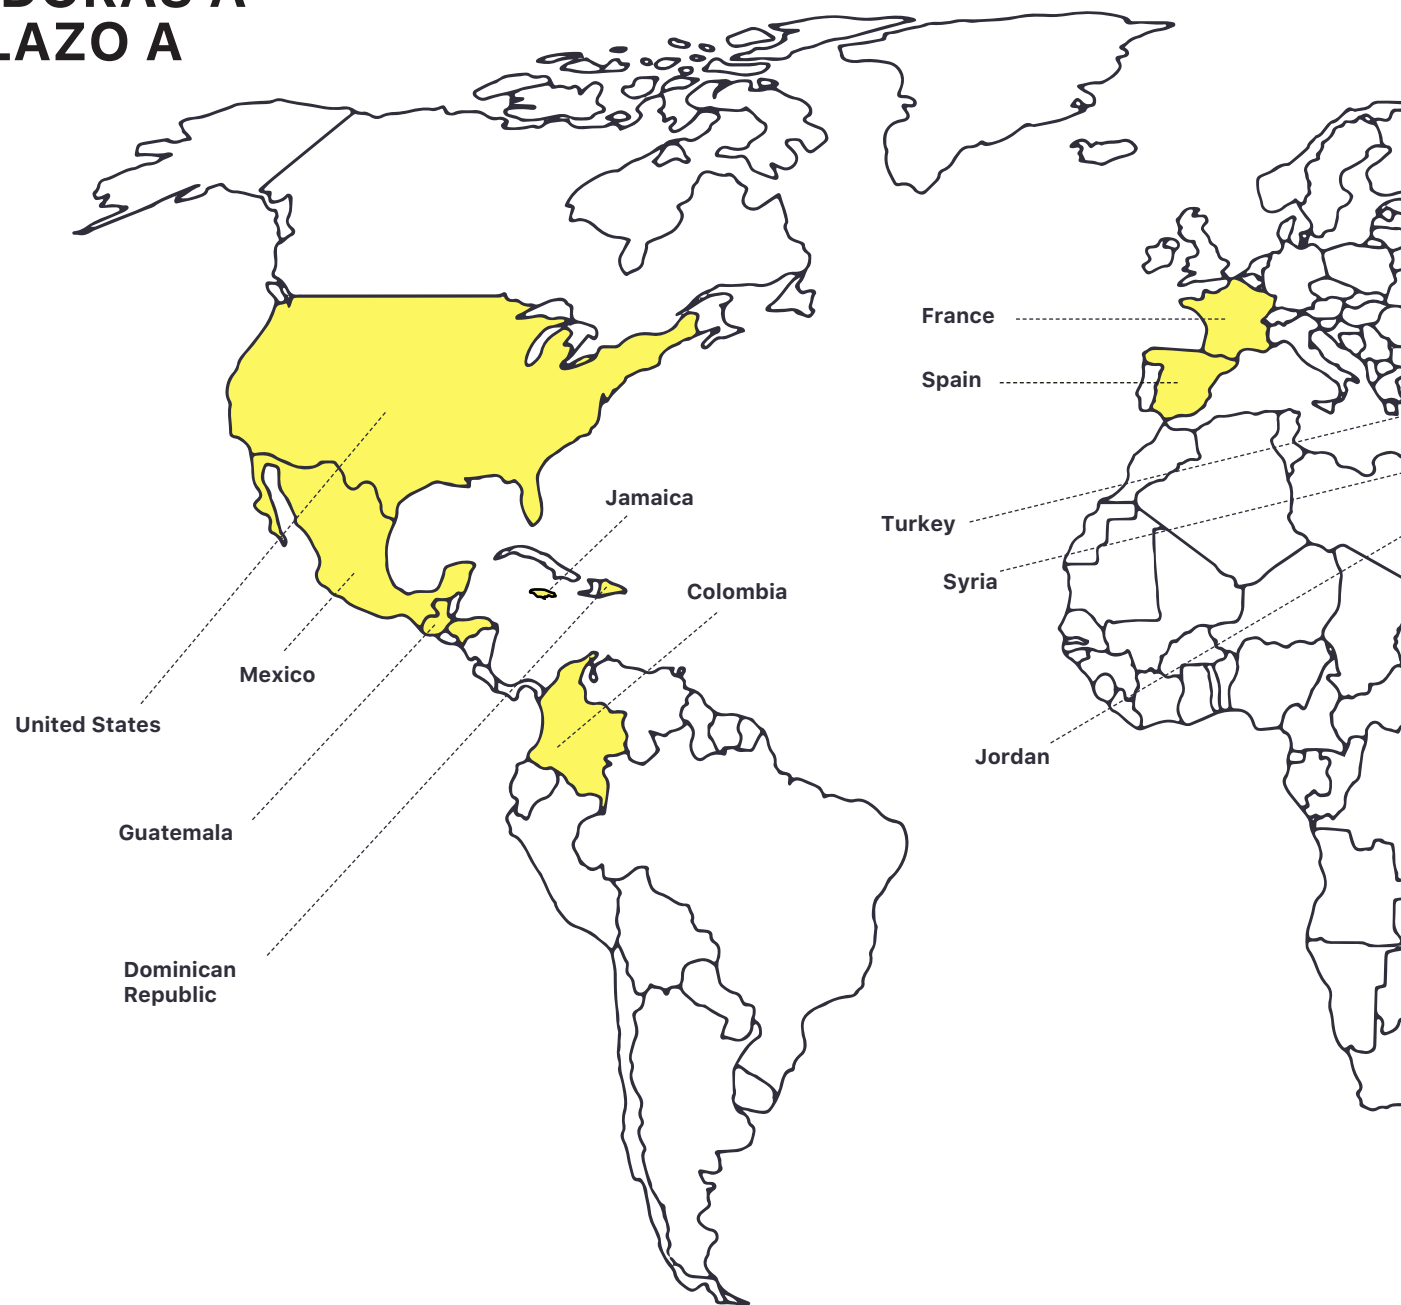 LAZO A
France
Spain
Jamaica
Turkey
Syria
Colombia
Mexico
United States
Jordan
Guatemala
Dominican
Republic